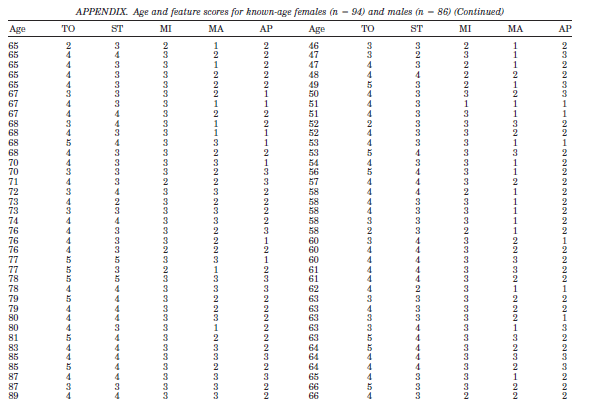 APPENDIX. Age and feature scores for known-age females (n = 94) and males (n = 86) (Continued)
Age TO ST MI MA AP Age TO ST MI MA AP
65 2 3 2 1 2 46 3 3 2 1 2
65 4 4 3 2 2 47 3 2 3 1 3
65 4 3 3 1 2 47 4 3 2 1 2
65 4 3 3 2 2 48 4 4 2 2 2
65 4 3 3 2 2 49 5 3 2 1 3
67 3 3 3 2 1 50 4 3 3 2 3
67 4 3 3 1 1 51 4 3 1 1 1
67 4 4 3 2 2 51 4 3 3 1 1
68 3 4 3 1 2 52 2 3 3 3 2
68 4 3 3 1 1 52 4 3 3 2 2
68 5 4 3 3 1 53 4 4 3 1 1
68 4 3 3 2 2 53 5 4 3 3 2
70 4 3 3 3 1 54 4 3 3 1 2
70 3 3 3 2 3 56 5 4 3 1 2
71 4 3 2 2 3 57 4 4 3 2 2
72 3 4 3 3 2 58 4 4 2 1 2
73 4 2 3 2 2 58 4 3 3 1 2
73 3 3 3 3 2 58 4 3 3 1 2
74 4 4 3 3 2 58 3 3 3 1 2
76 4 3 3 2 3 58 2 3 2 1 2
76 4 3 3 2 1 60 3 4 3 2 1
76 4 3 2 2 2 60 4 4 3 2 2
77 5 5 3 3 1 60 4 4 3 3 2
77 5 3 2 1 2 61 4 4 3 3 2
78 5 5 3 3 3 61 4 4 3 2 2
78 4 4 3 3 2 62 4 2 3 1 1
79 5 4 3 2 2 63 3 3 3 2 2
79 4 4 3 2 2 63 4 4 3 2 2
80 4 4 3 3 2 63 3 3 3 2 1
80 4 3 3 1 2 63 3 4 3 1 3
81 5 4 3 2 2 63 5 4 3 3 2
83 4 4 3 3 2 64 5 4 3 2 2
85 4 4 3 3 3 64 4 4 3 3 3
85 5 4 3 2 2 64 4 4 3 3 2
87 4 4 3 3 3 65 4 3 3 1 2
87 3 3 3 3 2 66 5 3 3 2 2
89 4 4 3 3 2 66 4 3 2 2 2